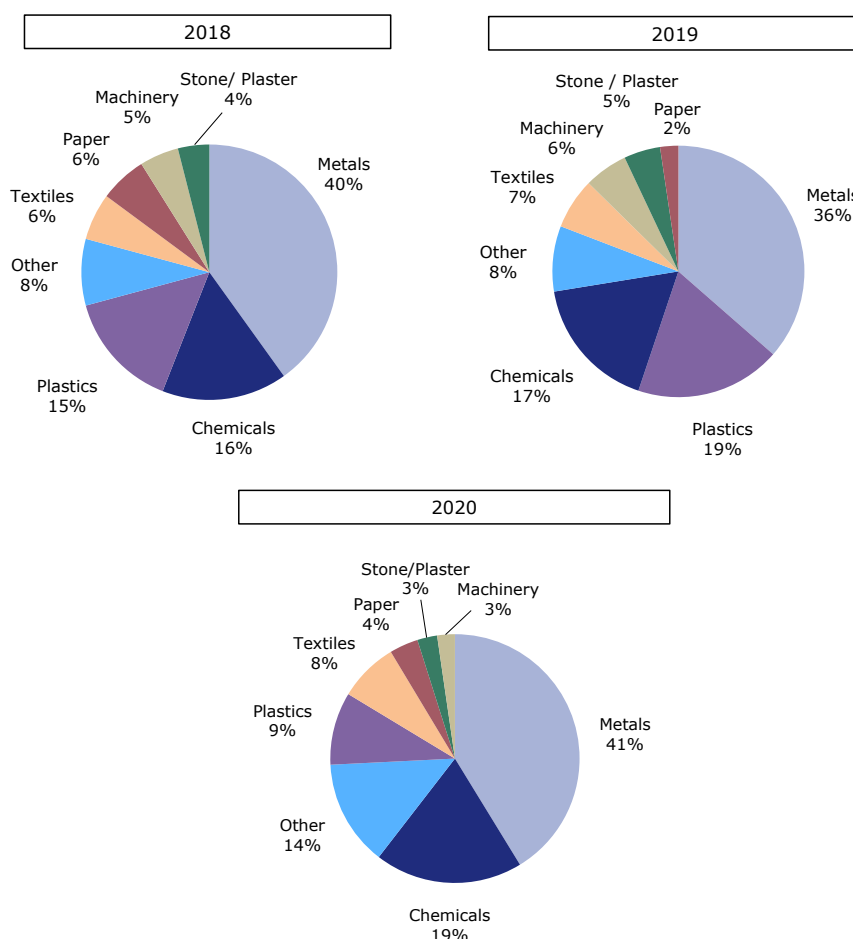 2018
Stone/ Plaster
4%
Machinery
5%
Paper
6%
Textiles
6%
Other
8%
Plastics
15%
Chemicals
16%
Metals
40%
2019
Stone / Plaster
5%
Paper
2%
Machinery
6%
Textiles
7%
Other
8%
Chemicals
17%
Plastics
19%
Metals
36%
2020
Stone/Plaster
3%
Machinery
3%
Paper
4%
Textiles
8%
Plastics
9%
Other
14%
Chemicals
19%
Metals
41%